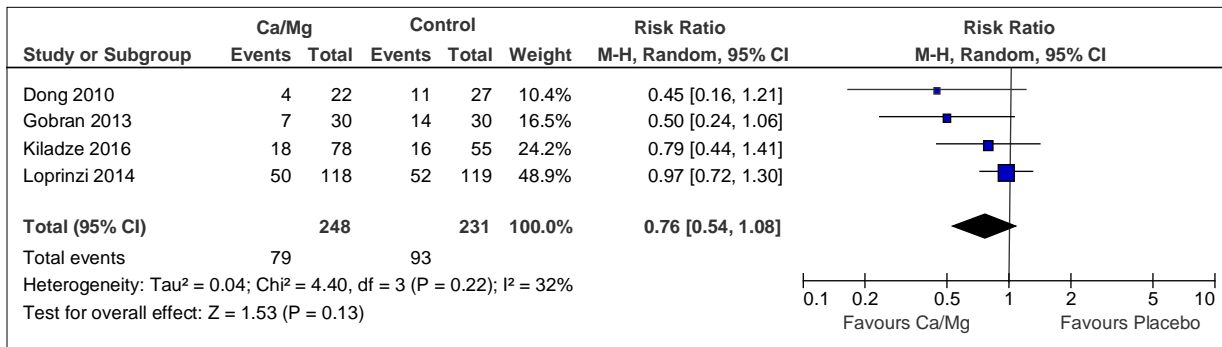 Ca/Mg Control Risk Ratio Risk Ratio
Study or Subgroup Events Total Events Total Weight M-H, Random, 95% CI M-H, Random, 95% CI
Dong 2010 4 22 11 27 10.4% 0.45 [0.16, 1.21]
Gobran 2013 7 30 14 30 16.5% 0.50 [0.24, 1.06]
Kiladze 2016 18 78 16 55 24.2% 0.79 [0.44, 1.41]
Loprinzi 2014 50 118 52 119 48.9% 0.97 [0.72, 1.30]
Total (95% CI) 248 231 100.0% 0.76 [0.54, 1.08]
Total events 79 93
Heterogeneity: Tau² = 0.04; Chi² = 4.40, df = 3 (P = 0.22); I² = 32%
Test for overall effect: Z = 1.53 (P = 0.13)
0.1 0.2 0.5 1 2 5 10
Favours Ca/Mg Favours Placebo